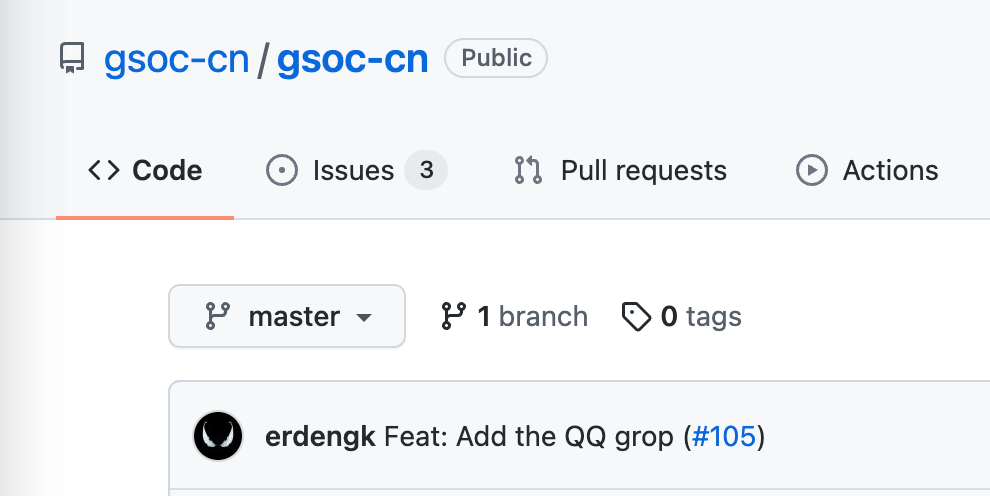 gsoc-cn / gsoc-cn Public
Code Issues 3 Pull requests Actions
master 1 branch 0 tags
erdengk Feat: Add the QQ grop (#105)